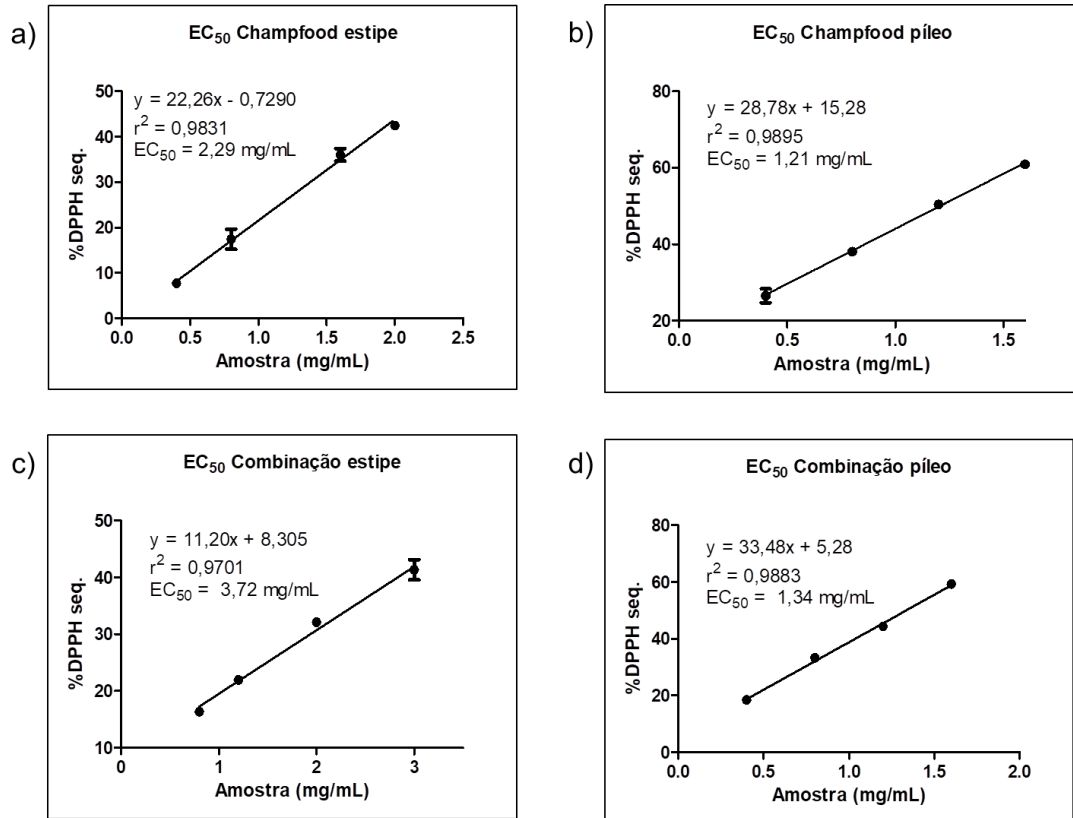 a)
EC50 Champfood estipe
y = 22,26x - 0,7290
r2 = 0,9831
EC50 = 2,29 mg/mL
%DPPH seq.
50
40
30
20
10
0
0.0 0.5 1.0 1.5 2.0 2.5
Amostra (mg/mL)
b)
EC50 Champfood píleo
y = 28,78x + 15,28
r2 = 0,9895
EC50 = 1,21 mg/mL
%DPPH seq.
80
60
40
20
0.0 0.5 1.0 1.5
Amostra (mg/mL)
c)
EC50 Combinação estipe
y = 11,20x + 8,305
r2 = 0,9701
EC50 = 3,72 mg/mL
%DPPH seq.
50
40
30
20
10
0 1 2 3
Amostra (mg/mL)
d)
EC50 Combinação píleo
y = 33,48x + 5,28
r2 = 0,9883
EC50 = 1,34 mg/mL
%DPPH seq.
80
60
40
20
0
0.0 0.5 1.0 1.5 2.0
Amostra (mg/mL)